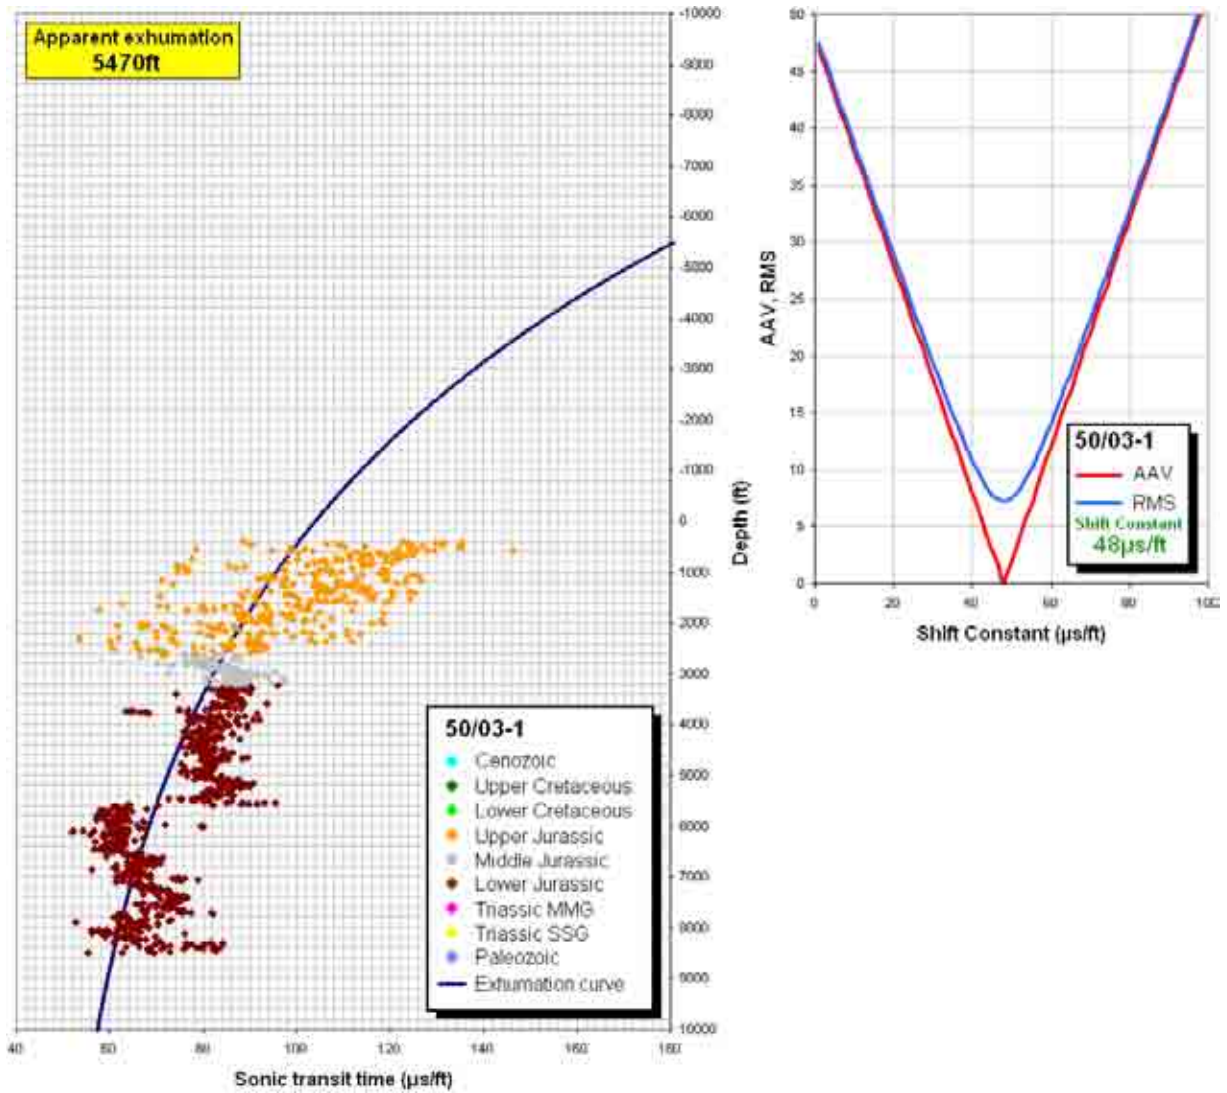 Apparent exhumation
5470ft
-10000
-9000
-8000
-7000
-6000
-5000
-4000
-3000
-2000
-1000
0
1000
2000
3000
4000
5000
6000
7000
8000
9000
10000
Depth (ft)
50/03-1
Cenozoic
Upper Cretaceous
Lower Cretaceous
Upper Jurassic
Middle Jurassic
Lower Jurassic
Triassic MMG
Triassic SSG
Paleozoic
Exhumation curve
40 60 80 100 120 140 160 180
Sonic transit time (µs/ft)
50
45
40
35
30
25
20
15
10
5
0
AAV, RMS
50/03-1
AAV
RMS
Shift Constant
48µs/ft
0 20 40 60 80 100
Shift Constant (µs/ft)